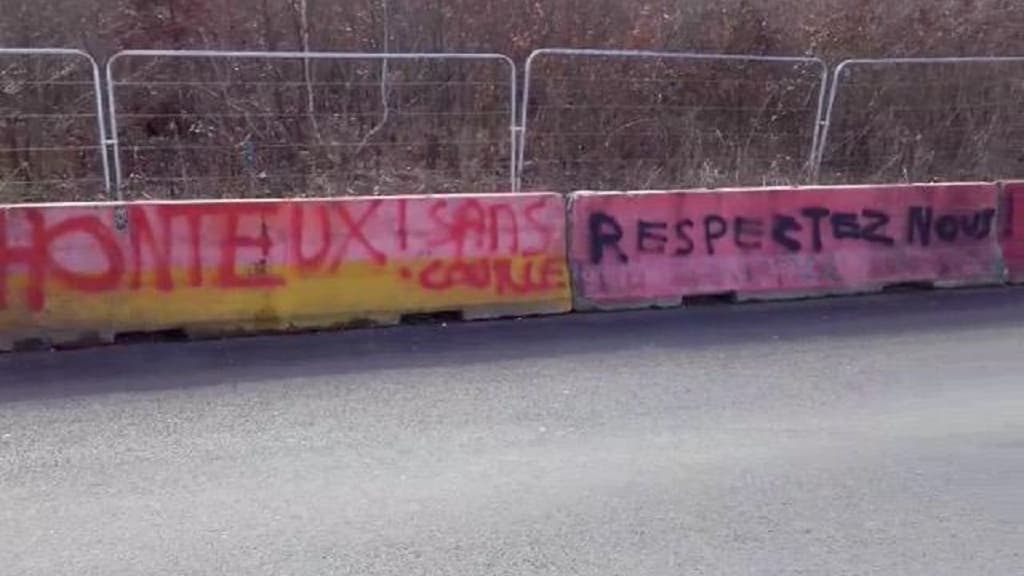 HONTEUX! SANS
COUILLE
RESPECTEZ NOUS!